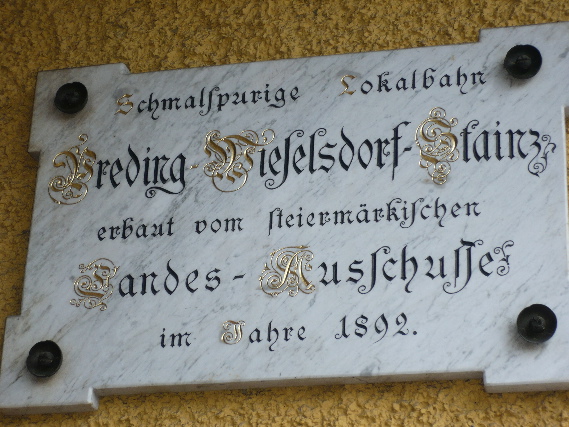 Schmalſpurige Lokalbahn
Preding-Wieſelsdorf-Stainz
erbaut vom ſteiermärkiſchen
Landes-Ausſchuſſe
im Jahre 1892.